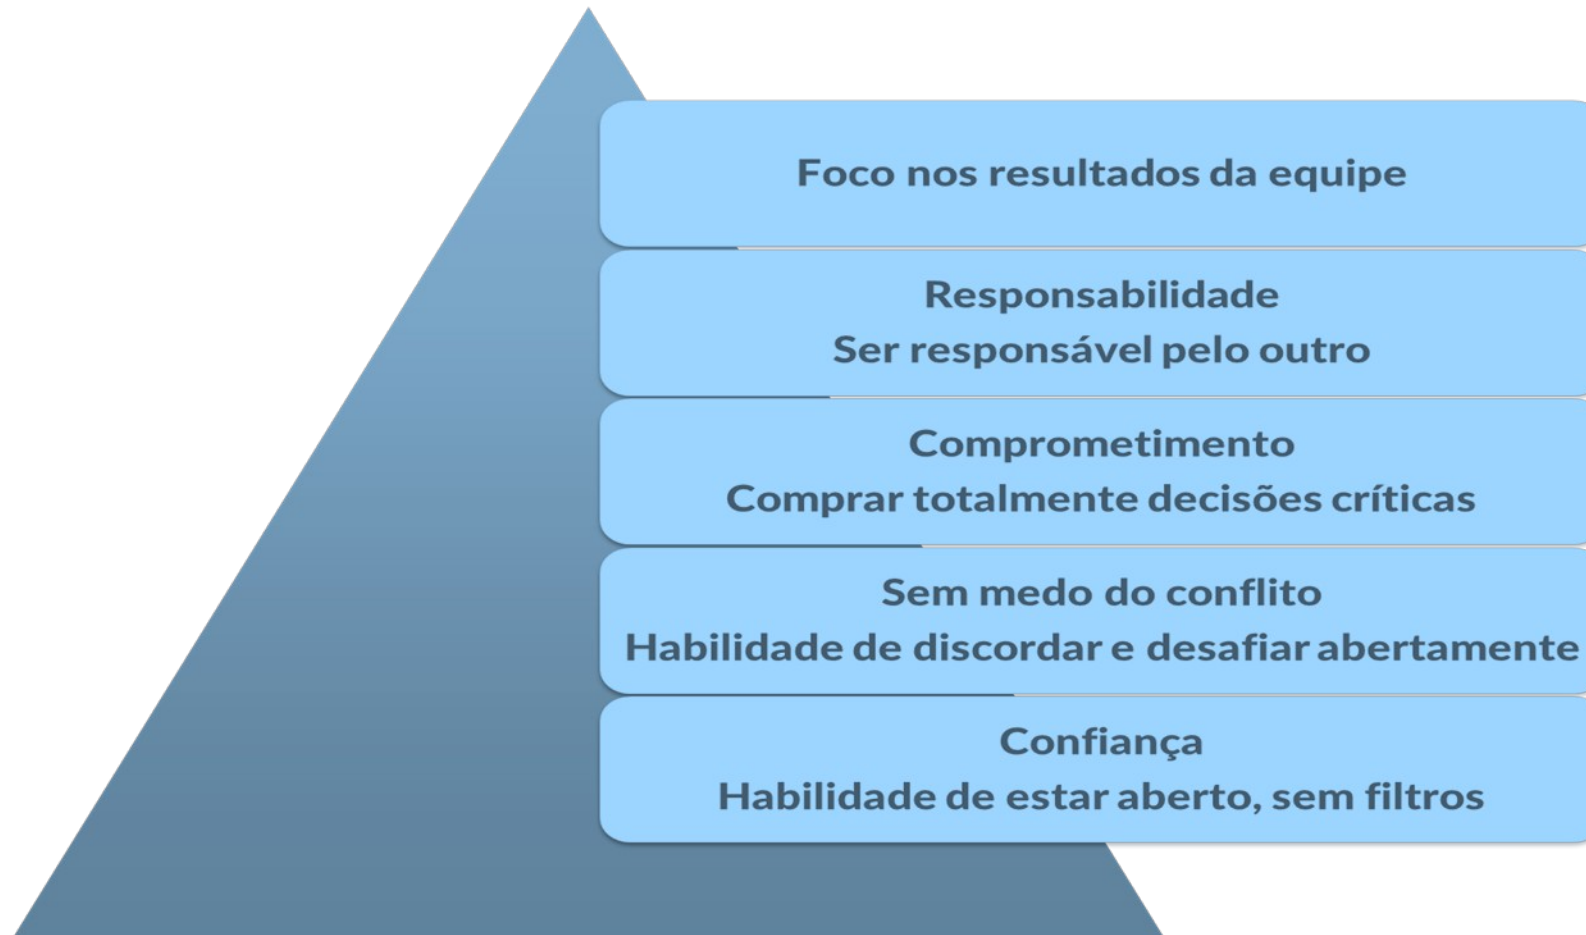 Foco nos resultados da equipe
Responsabilidade
Ser responsável pelo outro
Comprometimento
Comprar totalmente decisões críticas
Sem medo do conflito
Habilidade de discordar e desafiar abertamente
Confiança
Habilidade de estar aberto, sem filtros